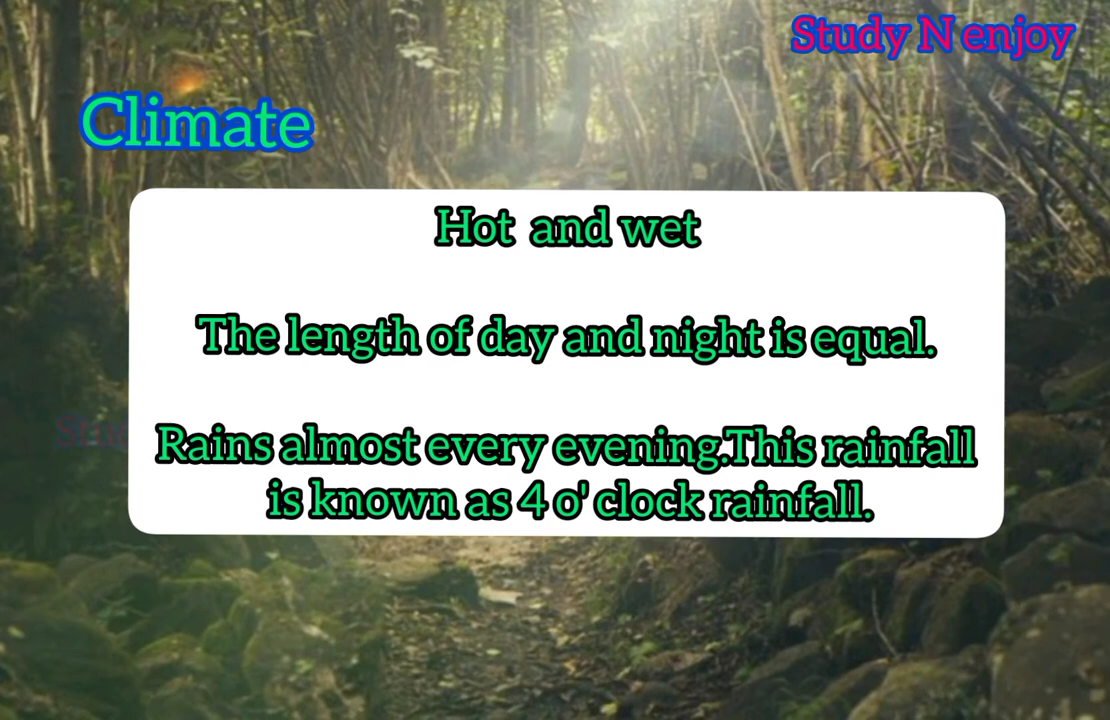 Study N enjoy
Climate
Hot and wet
The length of day and night is equal.
Rains almost every evening.This rainfall
is known as 4 o' clock rainfall.
Stud